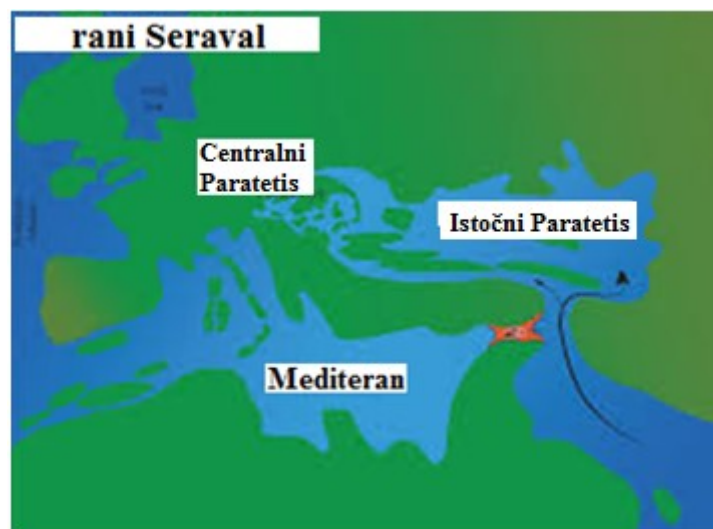 rani Seraval
Centralni
Paratetis
Istočni Paratetis
Mediteran